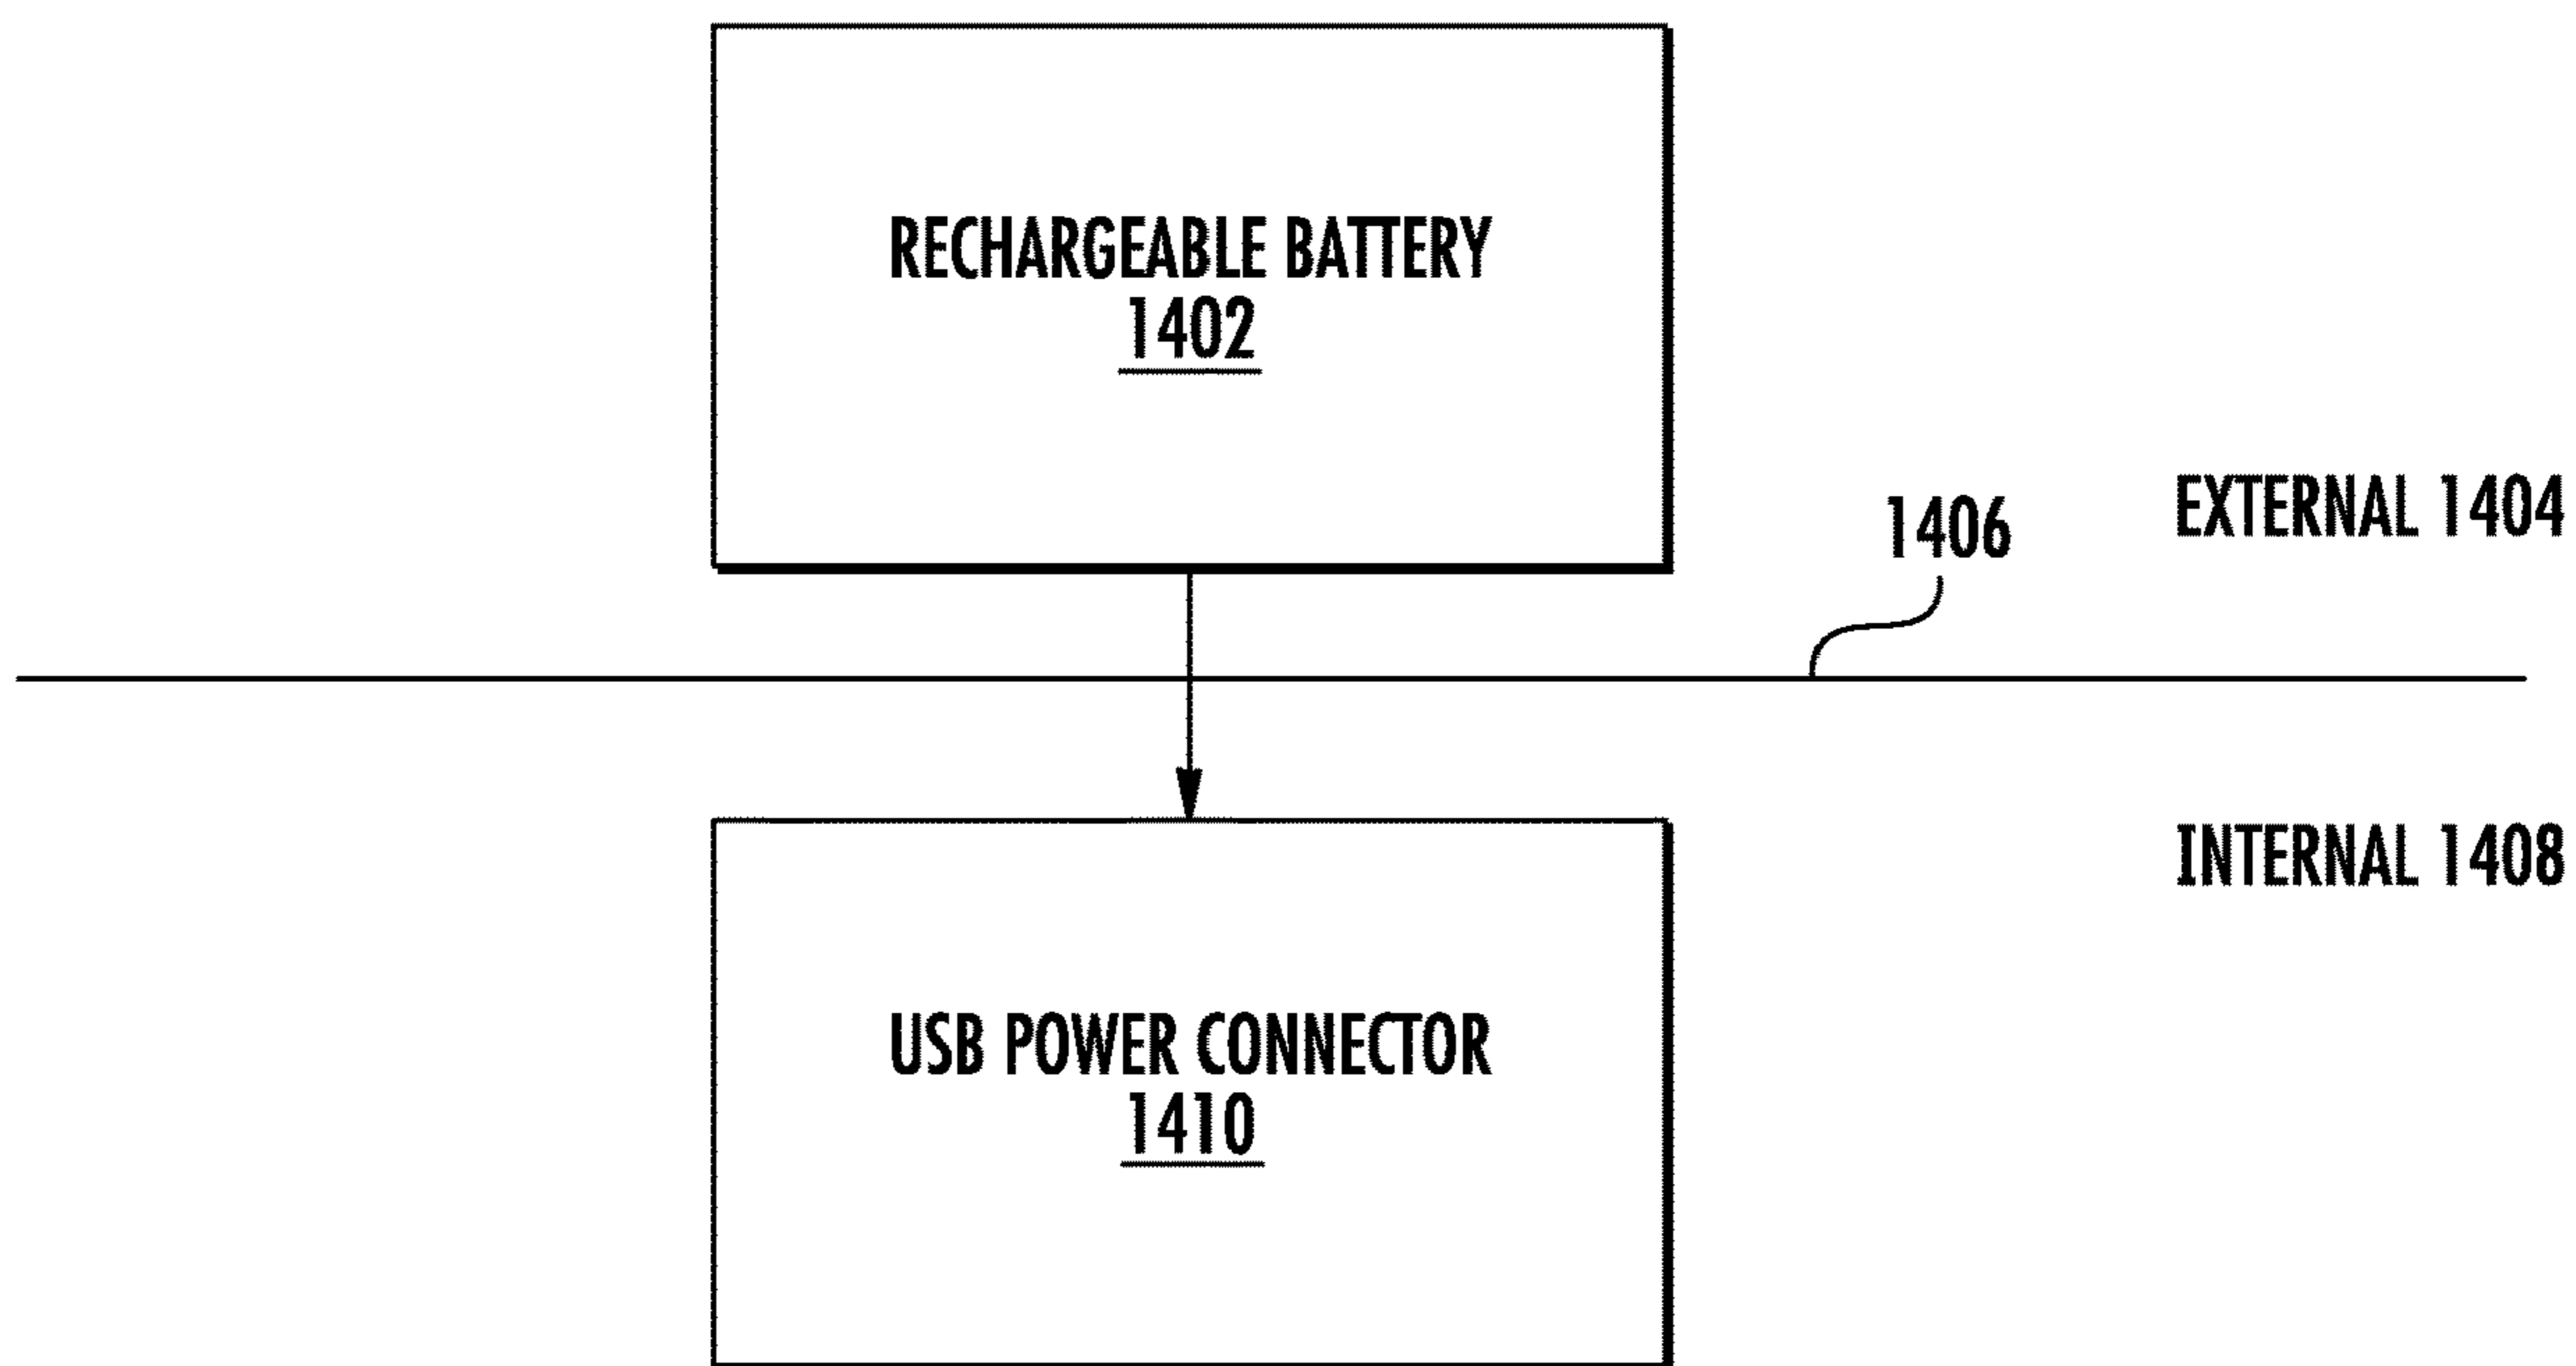 RECHARGEABLE BATTERY
1402
1406
EXTERNAL 1404
INTERNAL 1408
USB POWER CONNECTOR
1410